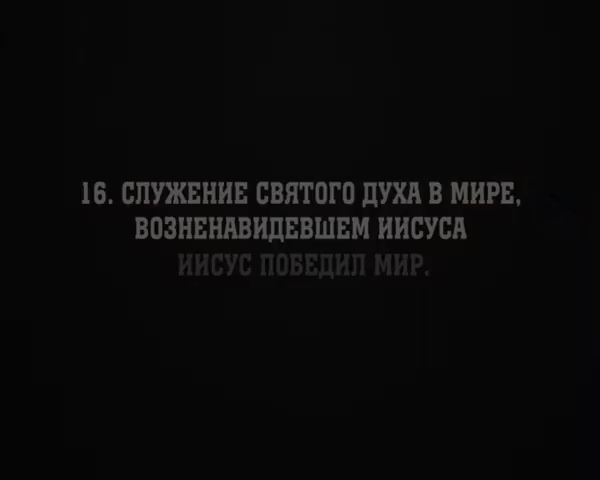 16. СЛУЖЕНИЕ СВЯТОГО ДУХА В МИРЕ,
ВОЗНЕНАВИДЕВШЕМ ИИСУСА
ИИСУС ПОБЕДИЛ МИР.